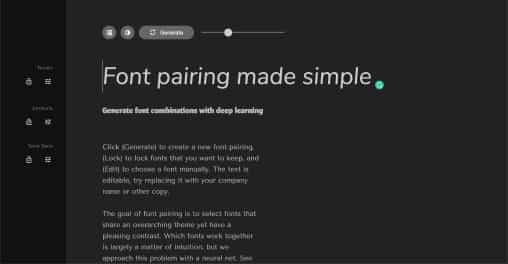 Generate
Font pairing made simple
Generate font combinations with deep learning
Click (Generate) to create a new font pairing,
(Lock) to lock fonts that you want to keep, and
(Edit) to choose a font manually. The text is
editable, try replacing it with your company
name or other copy.
The goal of font pairing is to select fonts that
share an overarching theme yet have a
pleasing contrast. Which fonts work together
is largely a matter of intuition, but we
approach this problem with a neural net. See